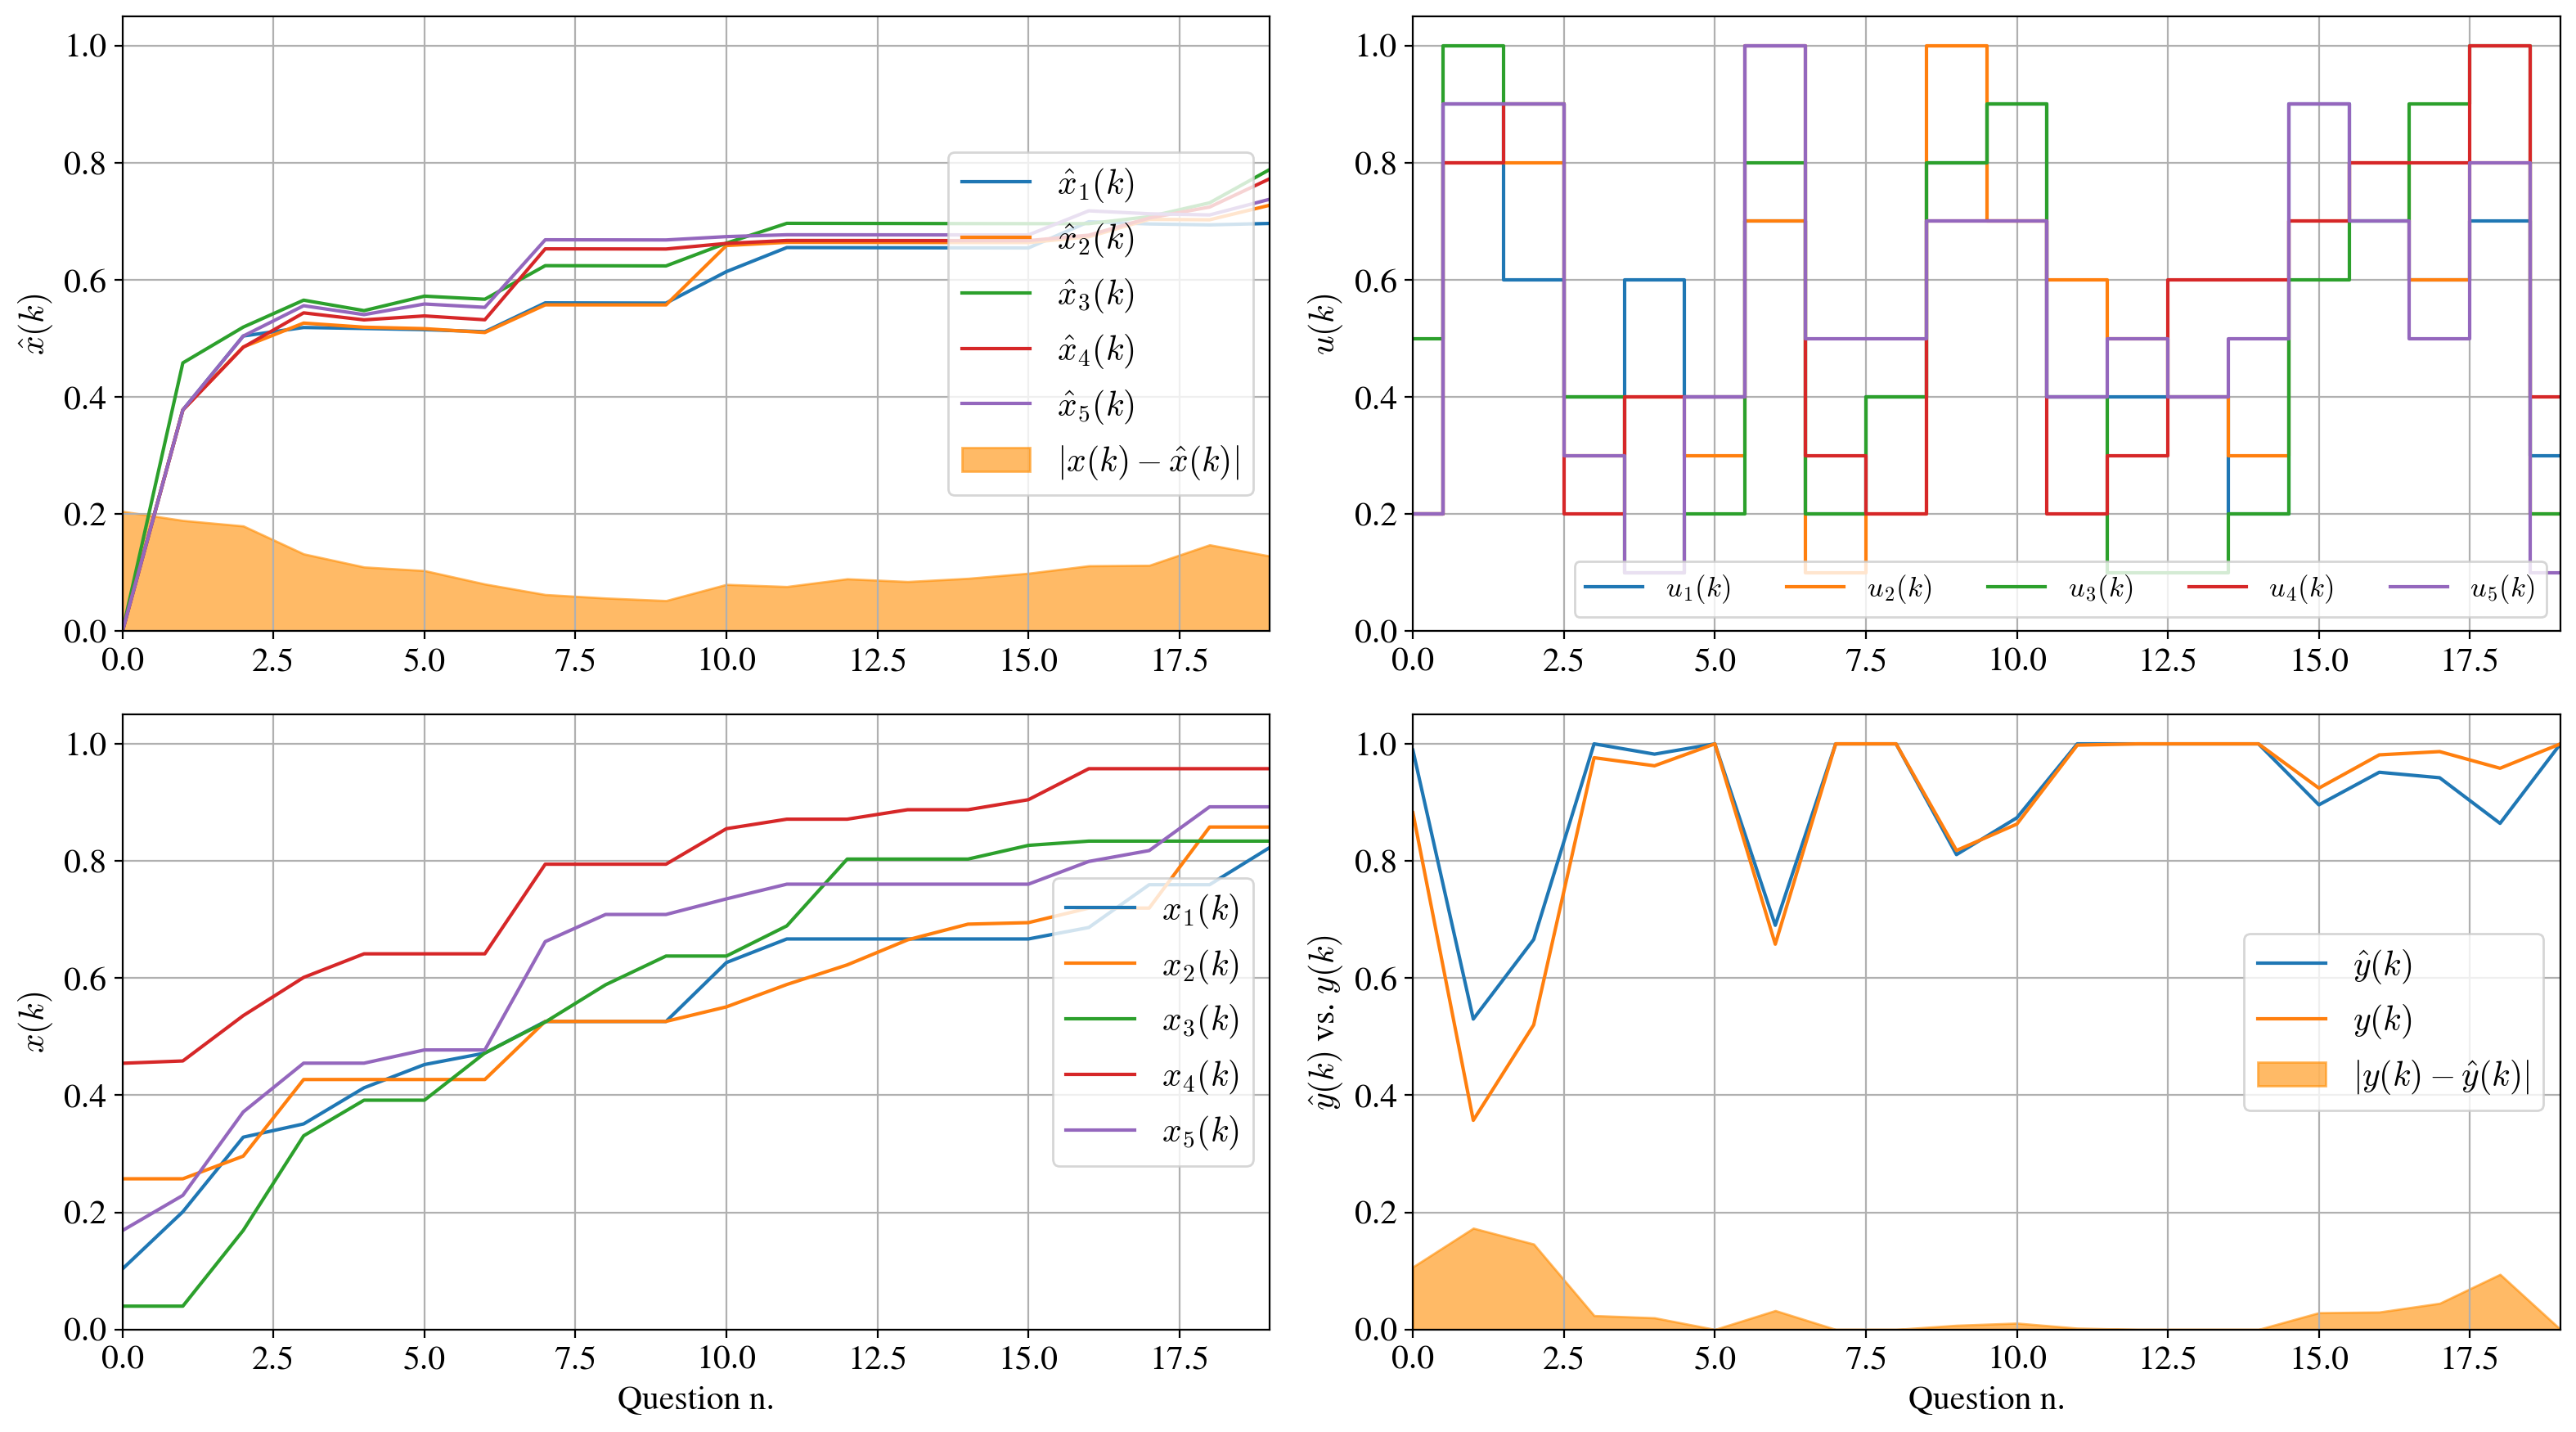 x̂(k)
1.0
0.8
0.6
0.4
0.2
0.0
0.0 2.5 5.0 7.5 10.0 12.5 15.0 17.5
x̂₁(k)
x̂₂(k)
x̂₃(k)
x̂₄(k)
x̂₅(k)
|x(k) − x̂(k)|
u(k)
1.0
0.8
0.6
0.4
0.2
0.0
0.0 2.5 5.0 7.5 10.0 12.5 15.0 17.5
u₁(k) u₂(k) u₃(k) u₄(k) u₅(k)
x(k)
1.0
0.8
0.6
0.4
0.2
0.0
0.0 2.5 5.0 7.5 10.0 12.5 15.0 17.5
Question n.
x₁(k)
x₂(k)
x₃(k)
x₄(k)
x₅(k)
ŷ(k) vs. y(k)
1.0
0.8
0.6
0.4
0.2
0.0
0.0 2.5 5.0 7.5 10.0 12.5 15.0 17.5
Question n.
ŷ(k)
y(k)
|y(k) − ŷ(k)|